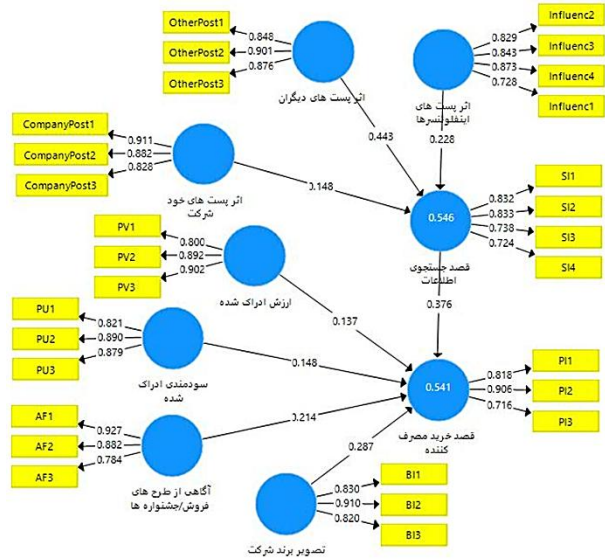 OtherPost1
OtherPost2
OtherPost3
0.848
0.901
0.876
اثر پست های دیگران
Influenc2
Influenc3
Influenc4
Influenc1
0.829
0.843
0.873
0.728
اثر پست های
اینفلوئنسرها
0.443
0.228
CompanyPost1
CompanyPost2
CompanyPost3
0.911
0.882
0.828
اثر پست های خود
شرکت
0.148
0.546
قصد جستجوی
اطلاعات
0.832
0.833
0.738
0.724
SI1
SI2
SI3
SI4
PV1
PV2
PV3
0.800
0.892
0.902
ارزش ادراک شده
0.137
0.376
PU1
PU2
PU3
0.821
0.890
0.879
سودمندی ادراک
شده
0.148
0.541
قصد خرید مصرف
کننده
0.818
0.906
0.716
PI1
PI2
PI3
AF1
AF2
AF3
0.927
0.882
0.784
آگاهی از طرح های
فروش/جشنواره ها
0.214
0.287
0.830
0.910
0.820
BI1
BI2
BI3
تصویر برند شرکت